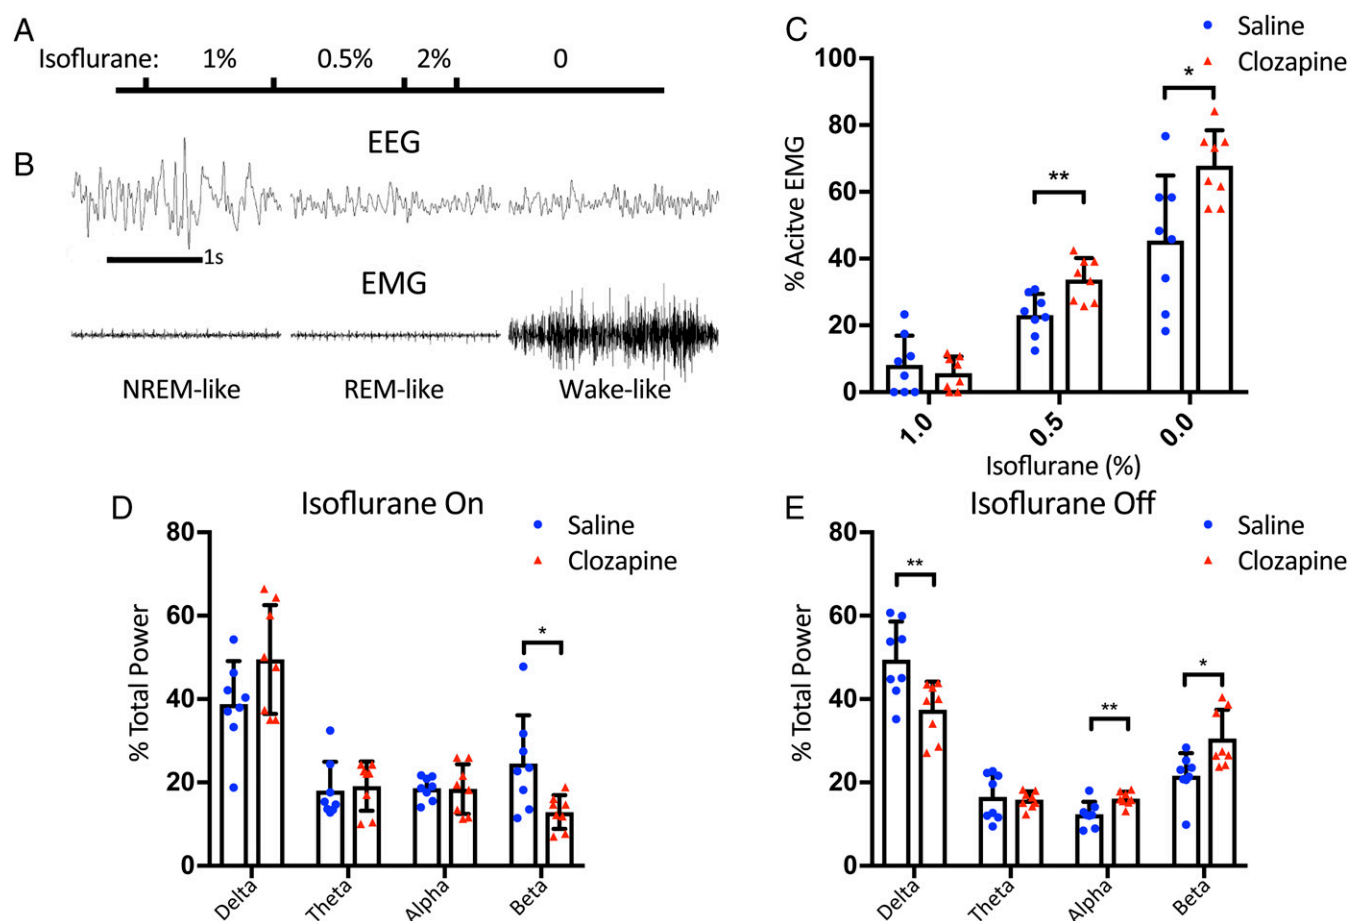 A
Isoflurane: 1% 0.5% 2% 0
B
EEG
1s
EMG
NREM-like REM-like Wake-like
C
Saline
Clozapine
% Acitve EMG
100
80
60
40
20
0
**
*
1.0 0.5 0.0
Isoflurane (%)
D
Isoflurane On
Saline
Clozapine
% Total Power
80
60
40
20
0
*
Delta Theta Alpha Beta
E
Isoflurane Off
Saline
Clozapine
% Total Power
80
60
40
20
0
**
**
*
Delta Theta Alpha Beta